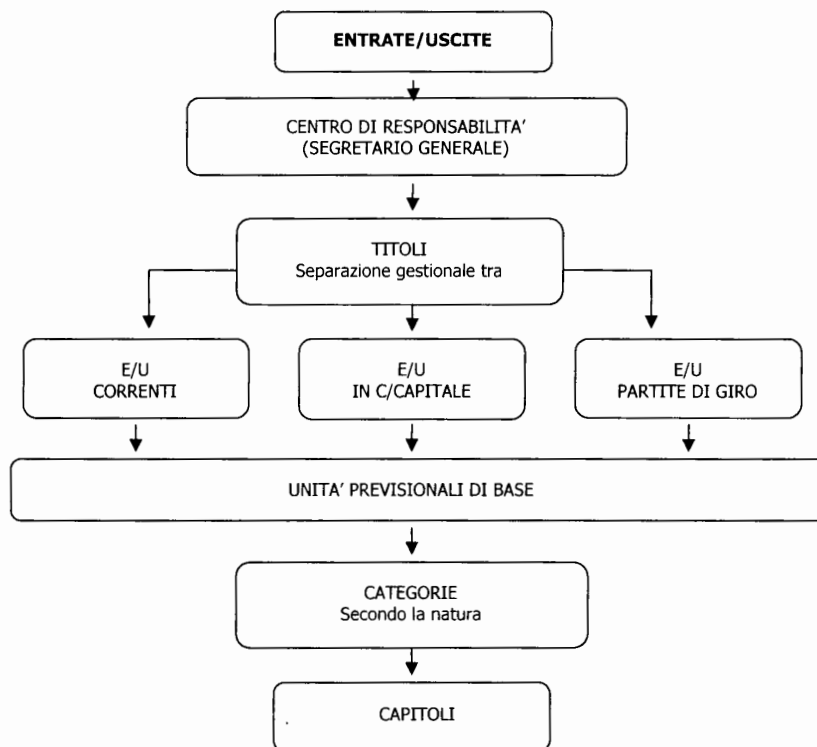 ENTRATE/USCITE
CENTRO DI RESPONSABILITA'
(SEGRETARIO GENERALE)
TITOLI
Separazione gestionale tra
E/U
CORRENTI
E/U
IN C/CAPITALE
E/U
PARTITE DI GIRO
UNITA' PREVISIONALI DI BASE
CATEGORIE
Secondo la natura
CAPITOLI